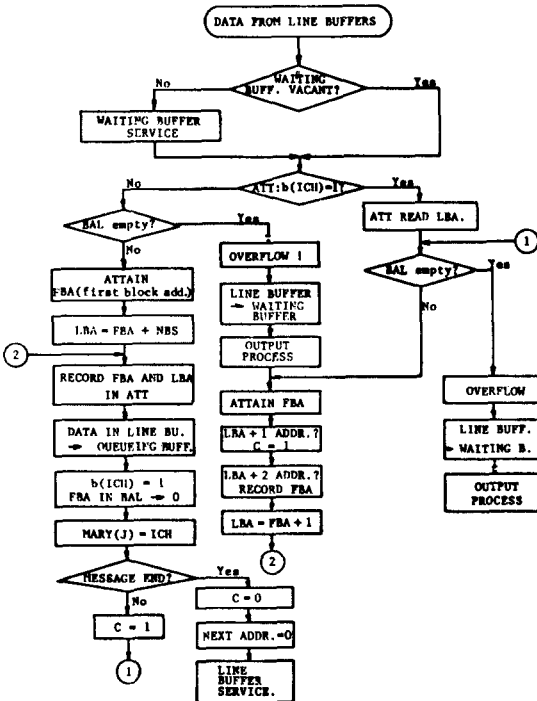 DATA FROM LINE BUFFERS
WAITING
BUFF. VACANT?
No
Yes
WAITING BUFFER
SERVICE
ATT:b(ICH)=1?
No
Yes
BAL empty?
Yes
No
ATT READ LBA.
1
OVERFLOW !
BAL empty?
Yes
No
ATTAIN
FBA(first block add.)
LINE BUFFER
→ WAITING
BUFFER
LBA = FBA + NBS
2
OUTPUT
PROCESS
RECORD FBA AND LBA
IN ATT
ATTAIN FBA
OVERFLOW
DATA IN LINE BU.
→ QUEUEING BUFF.
LBA + 1 ADDR.?
C = 1
LINE BUFF.
→ WAITING B.
b(ICH) = 1
FBA IN BAL → 0
LBA + 2 ADDR.?
RECORD FBA
OUTPUT
PROCESS
MARY(J) = ICH
LBA = FBA + 1
2
MESSAGE END?
Yes
No
C = 0
C = 1
NEXT ADDR.=0
1
LINE
BUFFER
SERVICE.